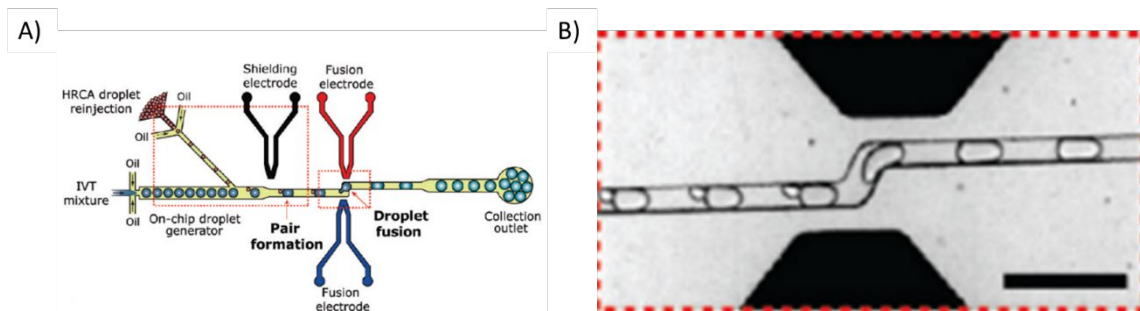 A)
Shielding
electrode
Fusion
electrode
HRCA droplet
reinjection
Oil
Oil
Oil
IVT
mixture
Oil
On-chip droplet
generator
Pair
formation
Droplet
fusion
Collection
outlet
Fusion
electrode
B)